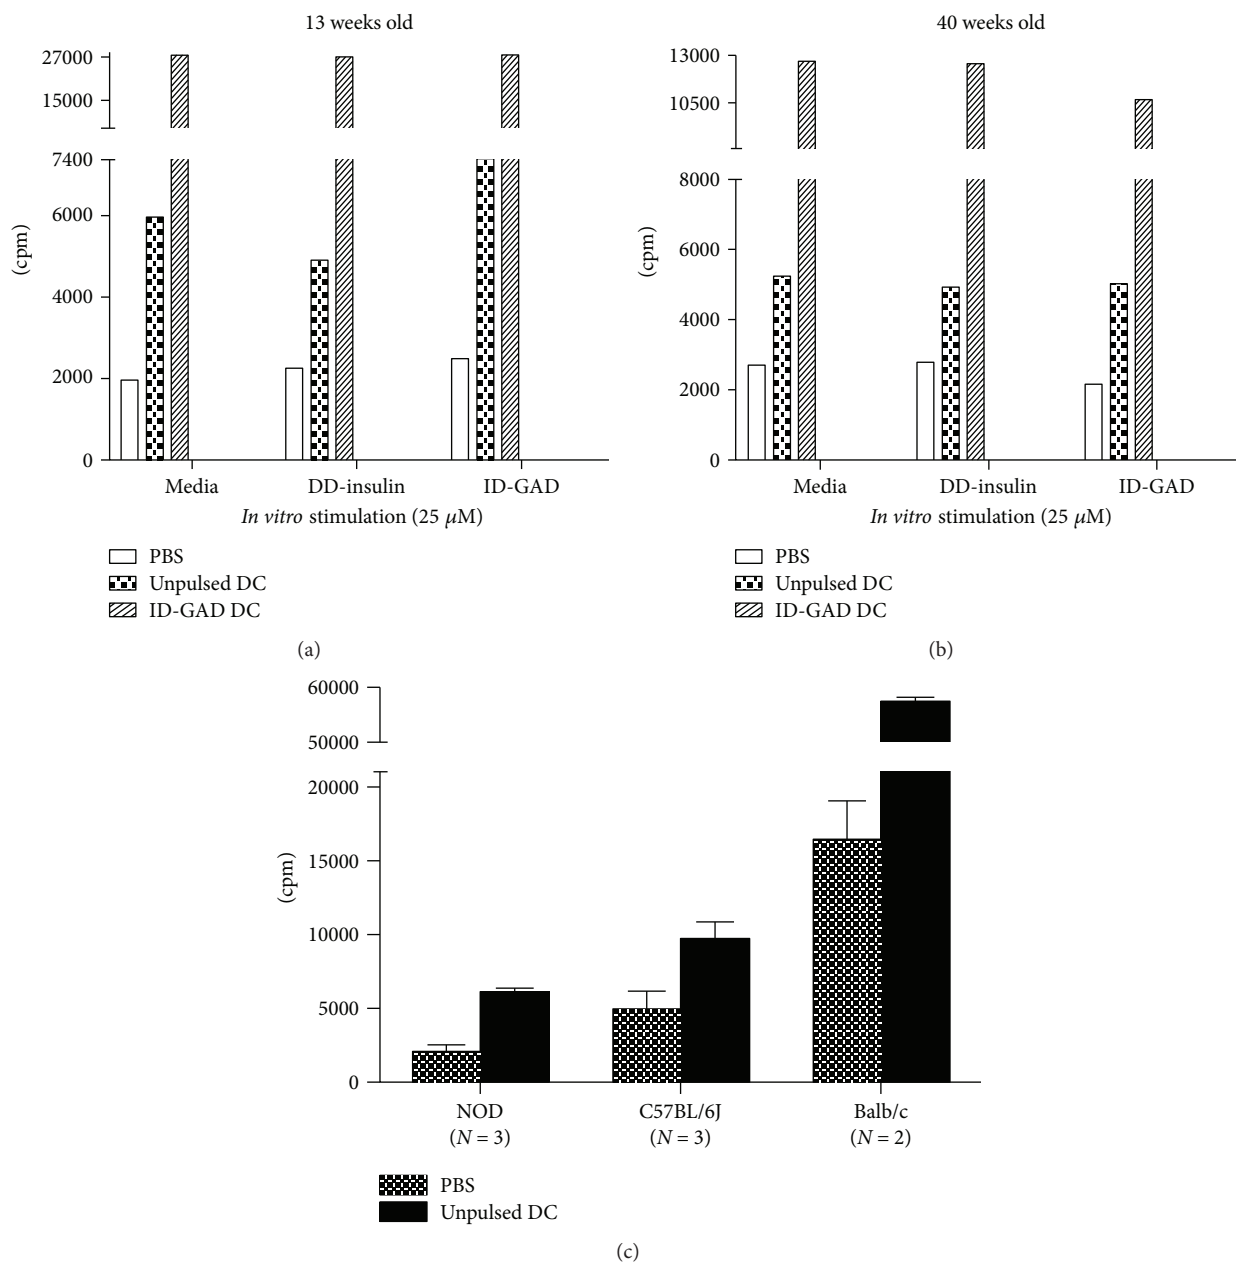 13 weeks old
27000
15000
7400
6000
4000
2000
0
(cpm)
Media DD-insulin ID-GAD
In vitro stimulation (25 μM)
PBS
Unpulsed DC
ID-GAD DC
(a)
40 weeks old
13000
10500
8000
6000
4000
2000
0
(cpm)
Media DD-insulin ID-GAD
In vitro stimulation (25 μM)
PBS
Unpulsed DC
ID-GAD DC
(b)
60000
50000
20000
15000
10000
5000
0
(cpm)
NOD C57BL/6J Balb/c
(N = 3) (N = 3) (N = 2)
PBS
Unpulsed DC
(c)